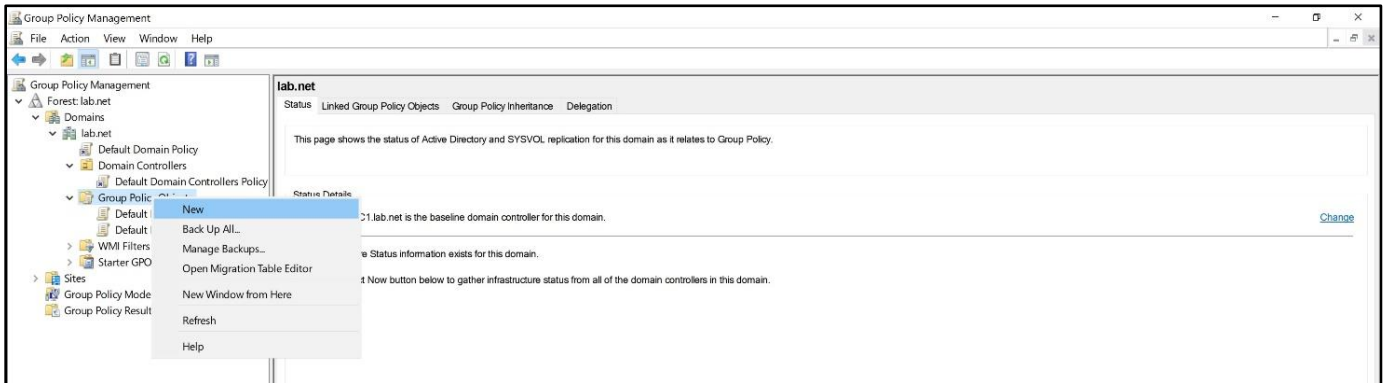 Group Policy Management
File Action View Window Help
Group Policy Management
Forest: lab.net
Domains
lab.net
Default Domain Policy
Domain Controllers
Default Domain Controllers Policy
Group Polic
Default
Default
WMI Filters
Starter GPO
Sites
Group Policy Mode
Group Policy Result
New
Back Up All...
Manage Backups...
Open Migration Table Editor
New Window from Here
Refresh
Help
lab.net
Status Linked Group Policy Objects Group Policy Inheritance Delegation
This page shows the status of Active Directory and SYSVOL replication for this domain as it relates to Group Policy.
Status Details
C1.lab.net is the baseline domain controller for this domain.
Change
e Status information exists for this domain.
t Now button below to gather infrastructure status from all of the domain controllers in this domain.